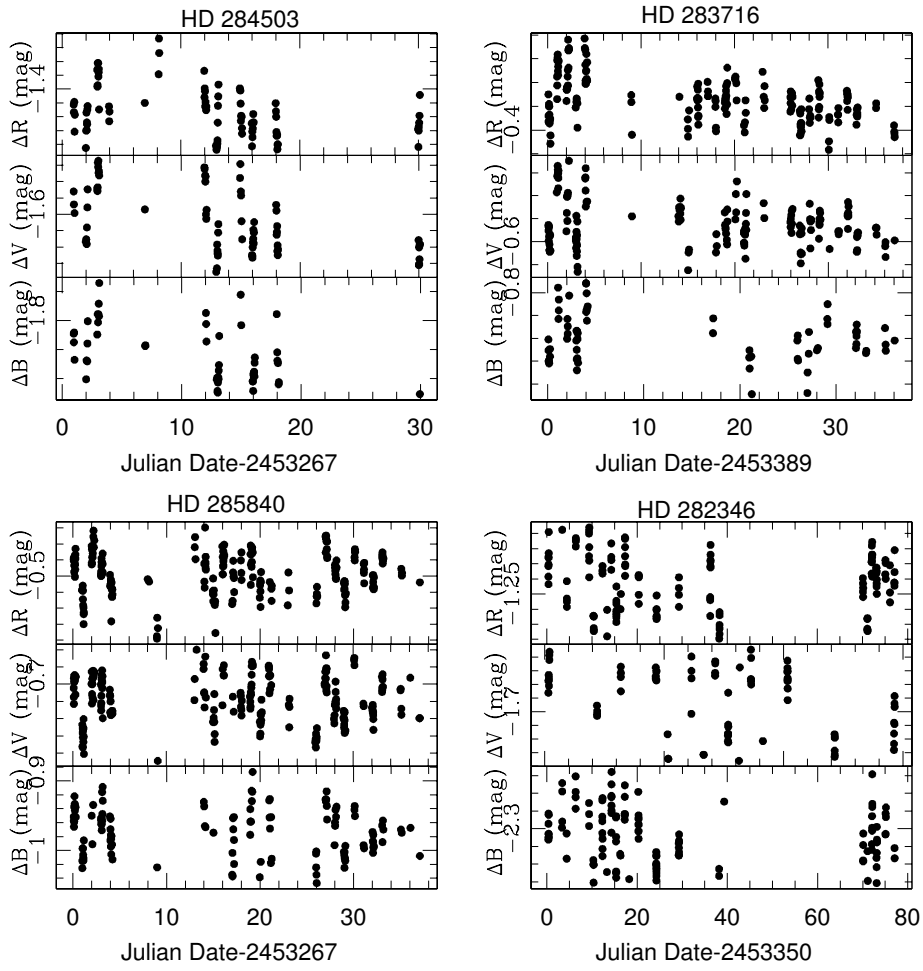 HD 284503
ΔR (mag)
−1.4
ΔV (mag)
−1.6
ΔB (mag)
−1.8
0 10 20 30
Julian Date-2453267
HD 283716
ΔR (mag)
−0.4
ΔV (mag)
−0.6
ΔB (mag)
−0.8
0 10 20 30
Julian Date-2453389
HD 285840
ΔR (mag)
−0.5
ΔV (mag)
−0.7
−0.9
ΔB (mag)
−0.9
−1
0 10 20 30
Julian Date-2453267
HD 282346
ΔR (mag)
−1.25
ΔV (mag)
−1.7
ΔB (mag)
−2.3
0 20 40 60 80
Julian Date-2453350